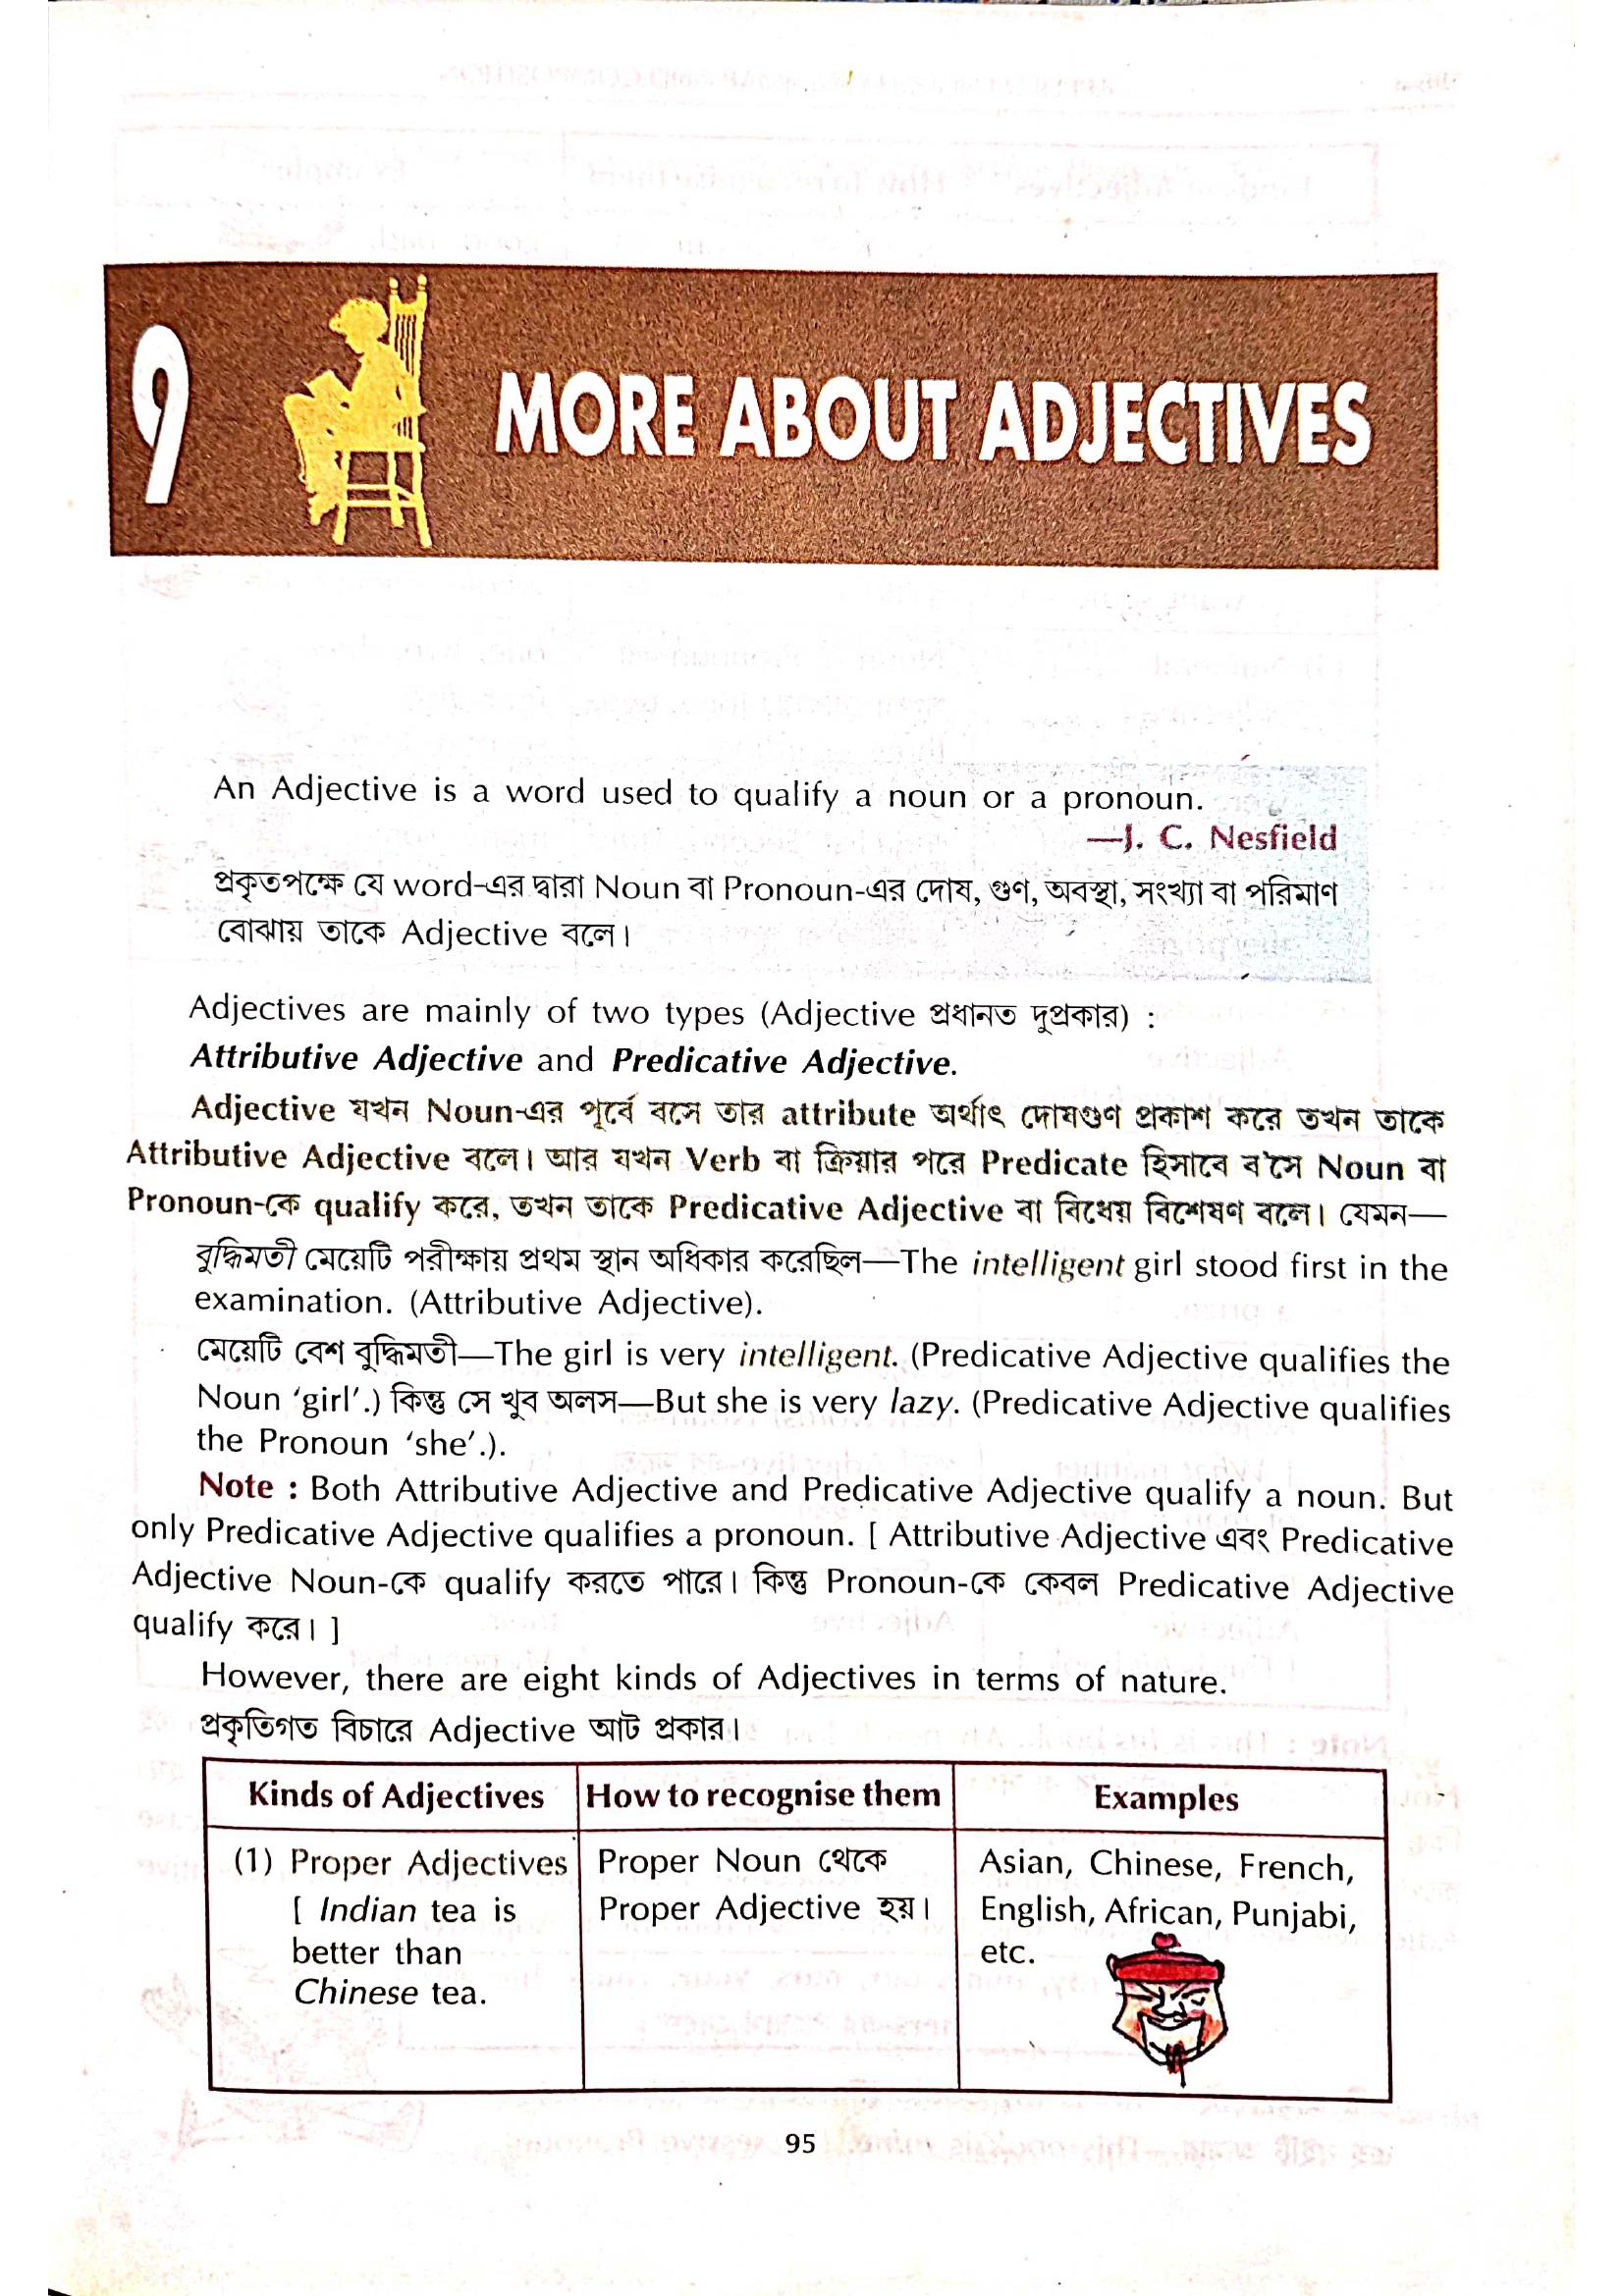 9
MORE ABOUT ADJECTIVES
An Adjective is a word used to qualify a noun or a pronoun.
—J. C. Nesfield
প্রকৃতপক্ষে যে word-এর দ্বারা Noun বা Pronoun-এর দোষ, গুণ, অবস্থা, সংখ্যা বা পরিমাণ
বোঝায় তাকে Adjective বলে।
Adjectives are mainly of two types (Adjective প্রধানত দুপ্রকার) :
Attributive Adjective and Predicative Adjective.
Adjective যখন Noun-এর পূর্বে বসে তার attribute অর্থাৎ দোষগুণ প্রকাশ করে তখন তাকে
Attributive Adjective বলে। আর যখন Verb বা ক্রিয়ার পরে Predicate হিসাবে ব'সে Noun বা
Pronoun-কে qualify করে, তখন তাকে Predicative Adjective বা বিধেয় বিশেষণ বলে। যেমন—
বুদ্ধিমতী মেয়েটি পরীক্ষায় প্রথম স্থান অধিকার করেছিল—The intelligent girl stood first in the
examination. (Attributive Adjective).
মেয়েটি বেশ বুদ্ধিমতী—The girl is very intelligent. (Predicative Adjective qualifies the
Noun ‘girl’.) কিন্তু সে খুব অলস—But she is very lazy. (Predicative Adjective qualifies
the Pronoun ‘she’.).
Note : Both Attributive Adjective and Predicative Adjective qualify a noun. But
only Predicative Adjective qualifies a pronoun. [ Attributive Adjective এবং Predicative
Adjective Noun-কে qualify করতে পারে। কিন্তু Pronoun-কে কেবল Predicative Adjective
qualify করে। ]
However, there are eight kinds of Adjectives in terms of nature.
প্রকৃতিগত বিচারে Adjective আট প্রকার।
Kinds of Adjectives How to recognise them Examples
(1) Proper Adjectives Proper Noun থেকে Asian, Chinese, French,
[ Indian tea is Proper Adjective হয়। English, African, Punjabi,
better than etc.
Chinese tea.
95